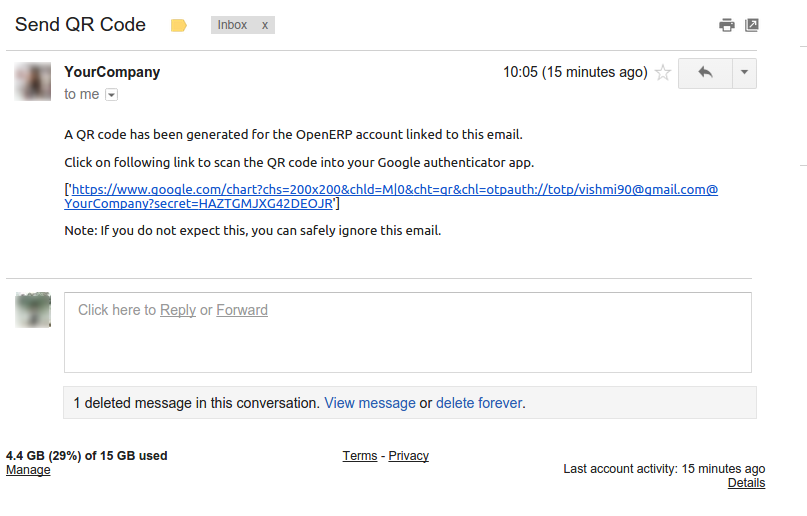 Send QR Code Inbox x
YourCompany 10:05 (15 minutes ago)
to me
A QR code has been generated for the OpenERP account linked to this email.
Click on following link to scan the QR code into your Google authenticator app.
['https://www.google.com/chart?chs=200x200&chld=M|0&cht=qr&chl=otpauth://totp/vishmi90@gmail.com@
YourCompany?secret=HAZTGMJXG42DEOJR']
Note: If you do not expect this, you can safely ignore this email.
Click here to Reply or Forward
1 deleted message in this conversation. View message or delete forever.
4.4 GB (29%) of 15 GB used
Manage
Terms - Privacy
Last account activity: 15 minutes ago
Details